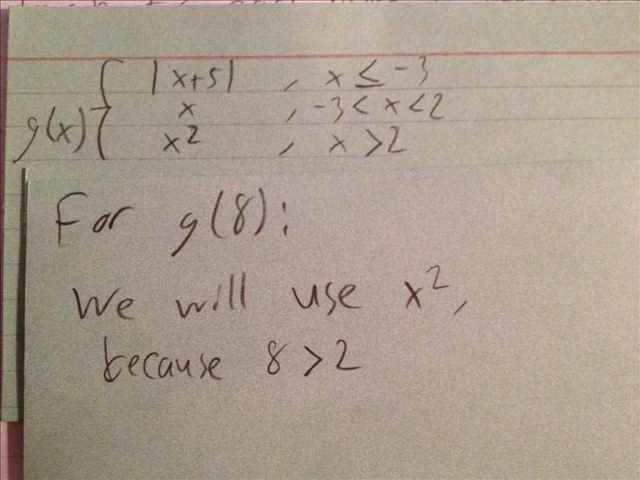 |x+5| , x ≤ -3
g(x){ x , -3 < x < 2
x² , x > 2
For g(8):
We will use x²,
because 8 > 2